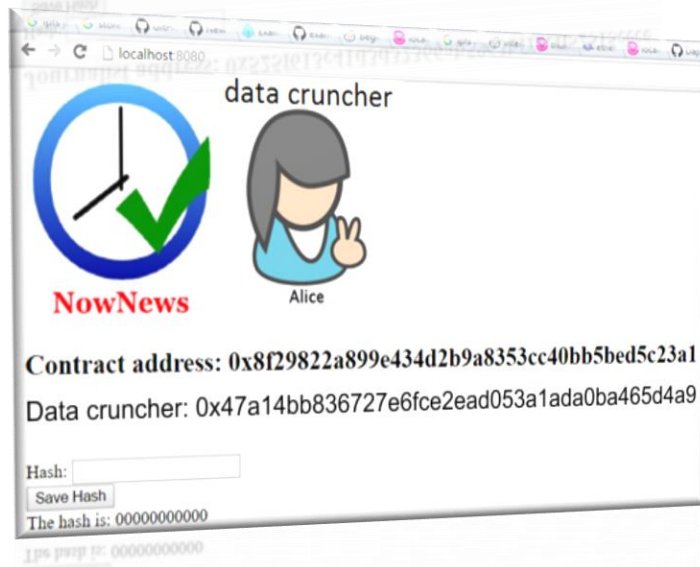 localhost:8080
data cruncher
NowNews
Alice
Contract address: 0x8f29822a899e434d2b9a8353cc40bb5bed5c23a1
Data cruncher: 0x47a14bb836727e6fce2ead053a1ada0ba465d4a9
Hash:
Save Hash
The hash is: 00000000000